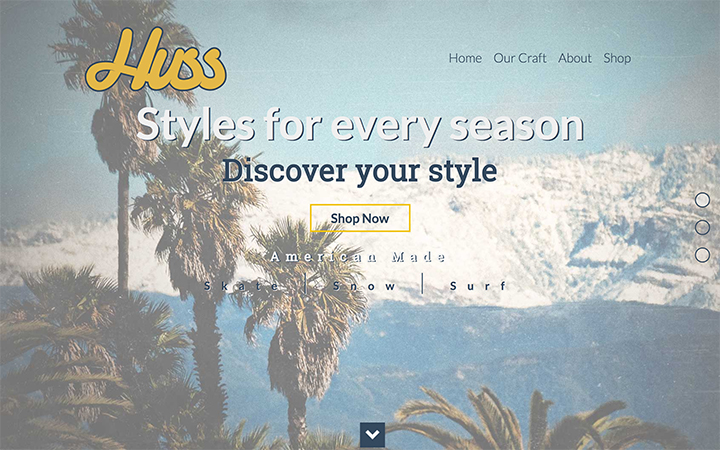 Huss
Home Our Craft About Shop
Styles for every season
Discover your style
Shop Now
American Made
Skate | Snow | Surf